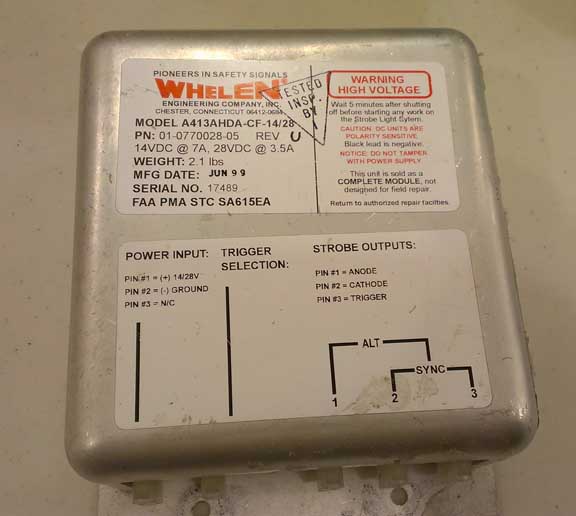 PIONEERS IN SAFETY SIGNALS
WHELEN
ENGINEERING COMPANY, INC.
CHESTER, CONNECTICUT 06412-0684
TESTED
INSP.
BY
MODEL A413AHDA-CF-14/28
PN: 01-0770028-05 REV U
14VDC @ 7A, 28VDC @ 3.5A
WEIGHT: 2.1 lbs
MFG DATE: JUN 99
SERIAL NO. 17489
FAA PMA STC SA615EA
WARNING
HIGH VOLTAGE
Wait 5 minutes after shutting
off before starting any work on
the Strobe Light Sytem.
CAUTION: DC UNITS ARE
POLARITY SENSITIVE.
Black lead is negative.
NOTICE: DO NOT TAMPER
WITH POWER SUPPLY
This unit is sold as a
COMPLETE MODULE, not
designed for field repair.
Return to authorized repair facilties.
POWER INPUT:
PIN #1 = (+) 14/28V
PIN #2 = (-) GROUND
PIN #3 = N/C
TRIGGER
SELECTION:
STROBE OUTPUTS:
PIN #1 = ANODE
PIN #2 = CATHODE
PIN #3 = TRIGGER
ALT
SYNC
1 2 3